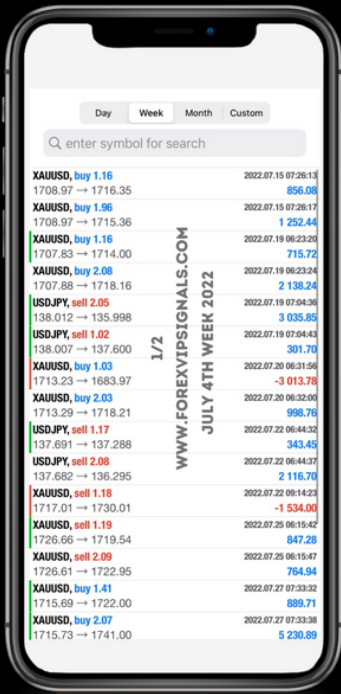 Day Week Month Custom
enter symbol for search
XAUUSD, buy 1.16 2022.07.15 07:26:13
1708.97 → 1716.35 856.08
XAUUSD, buy 1.96 2022.07.15 07:26:17
1708.97 → 1715.36 1 252.44
XAUUSD, buy 1.16 2022.07.19 06:23:20
1707.83 → 1714.00 715.72
XAUUSD, buy 2.08 2022.07.19 06:23:24
1707.88 → 1718.16 2 138.24
USDJPY, sell 2.05 2022.07.19 07:04:36
138.012 → 135.998 3 035.85
USDJPY, sell 1.02 2022.07.19 07:04:43
138.007 → 137.600 301.70
XAUUSD, buy 1.03 2022.07.20 06:31:56
1713.23 → 1683.97 -3 013.78
XAUUSD, buy 2.03 2022.07.20 06:32:00
1713.29 → 1718.21 998.76
USDJPY, sell 1.17 2022.07.22 06:44:32
137.691 → 137.288 343.45
USDJPY, sell 2.08 2022.07.22 06:44:37
137.682 → 136.295 2 116.70
XAUUSD, sell 1.18 2022.07.22 09:14:23
1717.01 → 1730.01 -1 534.00
XAUUSD, sell 1.19 2022.07.25 06:15:42
1726.66 → 1719.54 847.28
XAUUSD, sell 2.09 2022.07.25 06:15:47
1726.61 → 1722.95 764.94
XAUUSD, buy 1.41 2022.07.27 07:33:32
1715.69 → 1722.00 889.71
XAUUSD, buy 2.07 2022.07.27 07:33:38
1715.73 → 1741.00 5 230.89
1/2
WWW.FOREXVIPSIGNALS.COM
JULY 4TH WEEK 2022